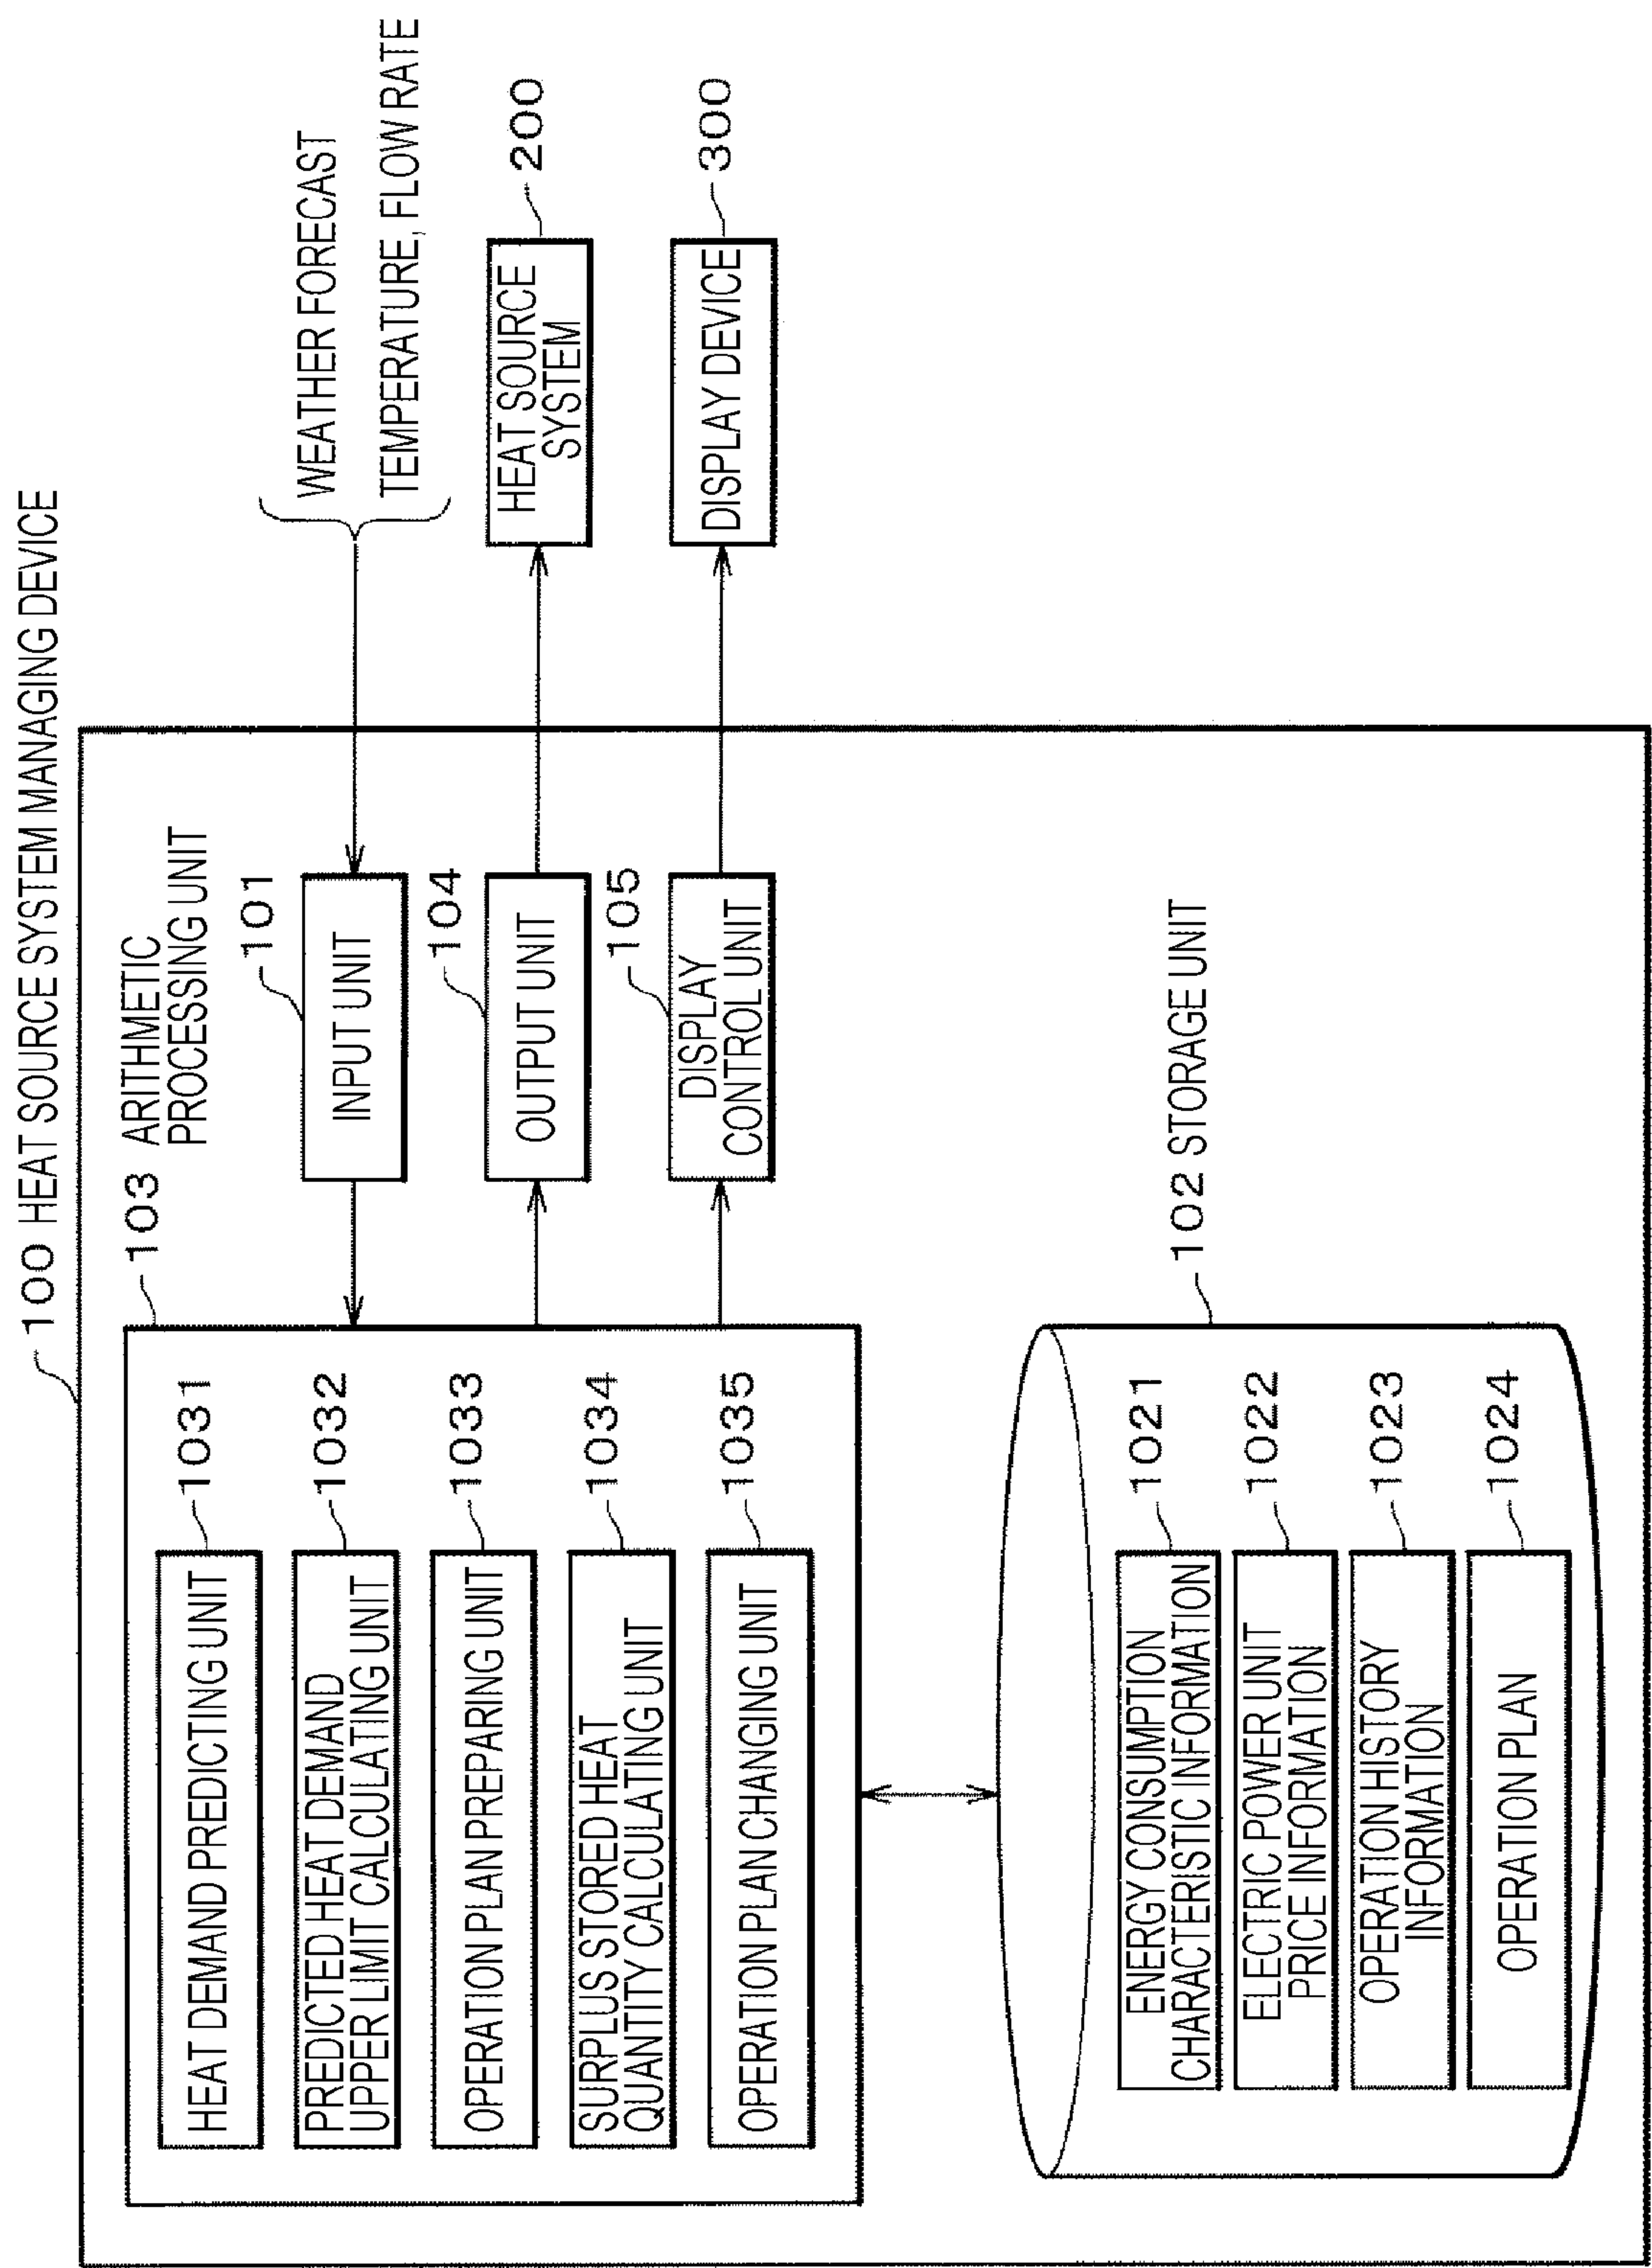 100 HEAT SOURCE SYSTEM MANAGING DEVICE
103 ARITHMETIC
PROCESSING UNIT
1031
HEAT DEMAND PREDICTING UNIT
1032
PREDICTED HEAT DEMAND
UPPER LIMIT CALCULATING UNIT
1033
OPERATION PLAN PREPARING UNIT
1034
SURPLUS STORED HEAT
QUANTITY CALCULATING UNIT
1035
OPERATION PLAN CHANGING UNIT
101
INPUT UNIT
104
OUTPUT UNIT
105
DISPLAY
CONTROL UNIT
WEATHER FORECAST
TEMPERATURE, FLOW RATE
200
HEAT SOURCE
SYSTEM
300
DISPLAY DEVICE
102 STORAGE UNIT
1021
ENERGY CONSUMPTION
CHARACTERISTIC INFORMATION
1022
ELECTRIC POWER UNIT
PRICE INFORMATION
1023
OPERATION HISTORY
INFORMATION
1024
OPERATION PLAN